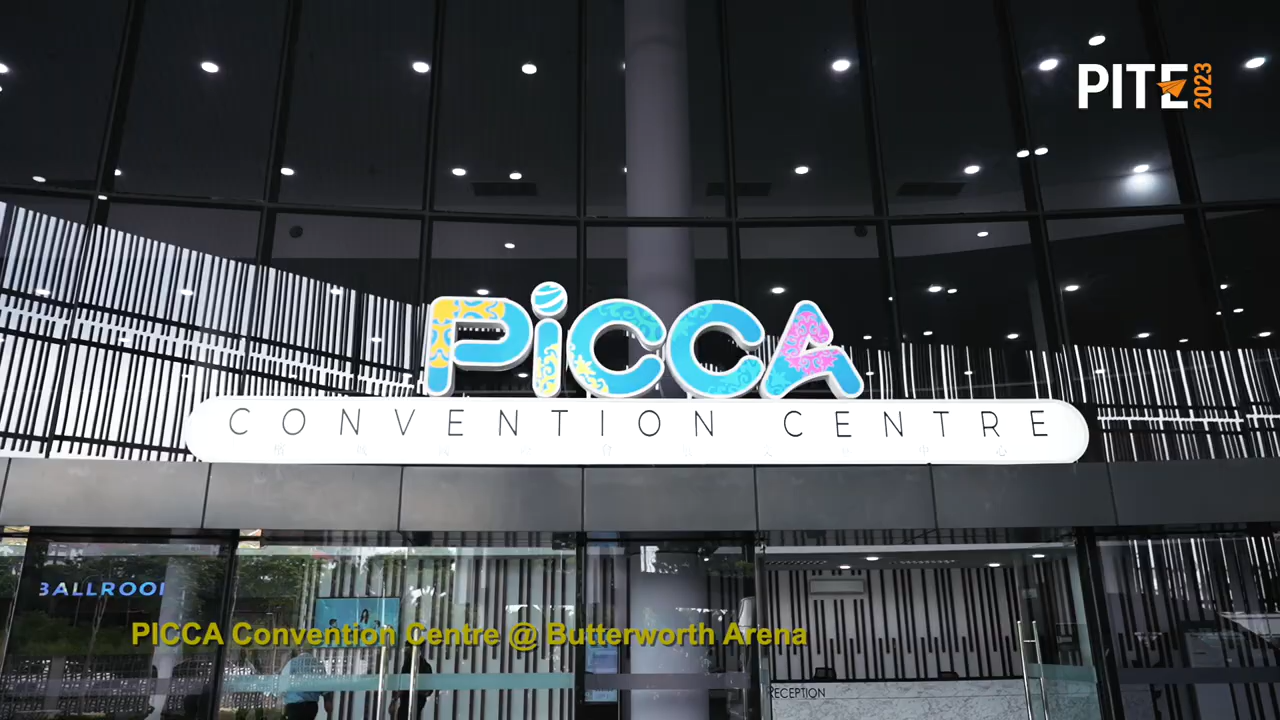 PITE 2023
PiCCA
CONVENTION CENTRE
BALLROO
PICCA Convention Centre @ Butterworth Arena
RECEPTION